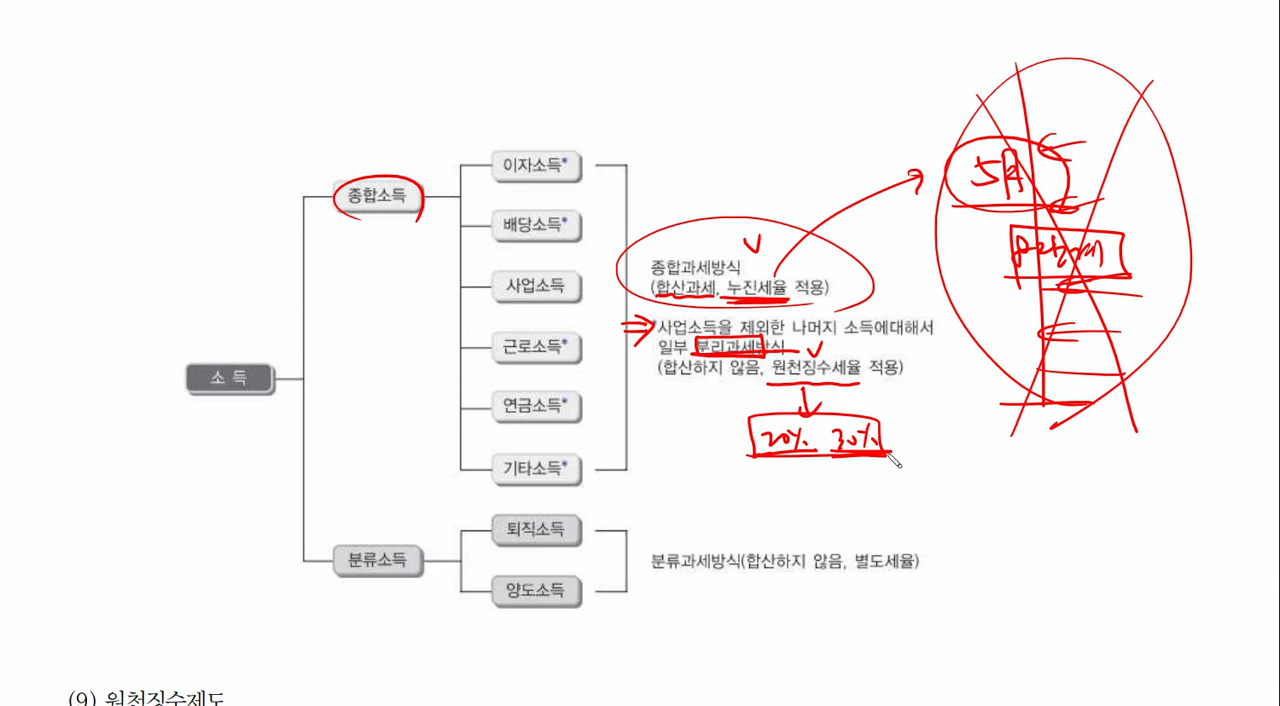 소 득
종합소득
이자소득*
배당소득*
사업소득
근로소득*
연금소득*
기타소득*
종합과세방식
(합산과세, 누진세율 적용)
*사업소득을 제외한 나머지 소득에대해서
일부 분리과세방식
(합산하지 않음, 원천징수세율 적용)
20% 30%
분류소득
퇴직소득
양도소득
분류과세방식(합산하지 않음, 별도세율)
(9) 원천징수제도